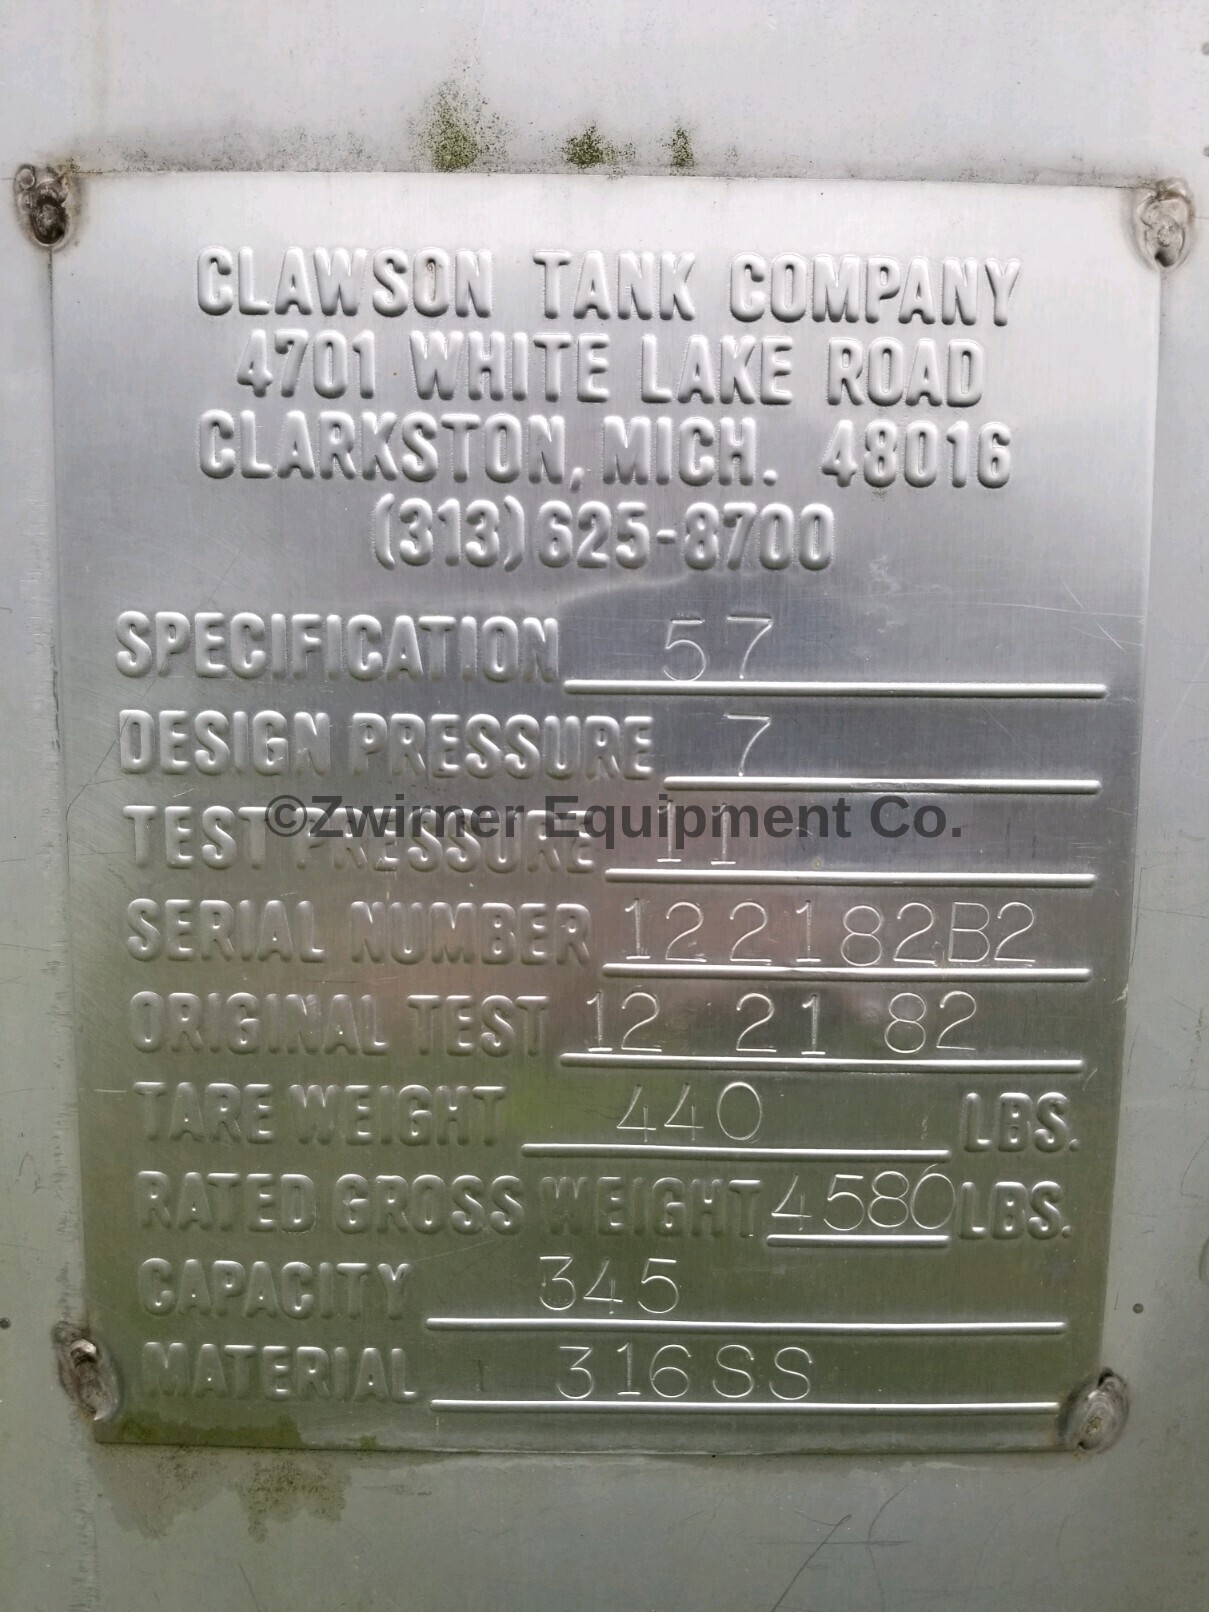 CLAWSON TANK COMPANY
4701 WHITE LAKE ROAD
CLARKSTON, MICH. 48016
(313) 625-8700
SPECIFICATION 57
DESIGN PRESSURE 7
TEST PRESSURE 11
©Zwirner Equipment Co.
SERIAL NUMBER 122182B2
ORIGINAL TEST 12 21 82
TARE WEIGHT 440 LBS.
RATED GROSS WEIGHT 4580 LBS.
CAPACITY 345
MATERIAL 316SS